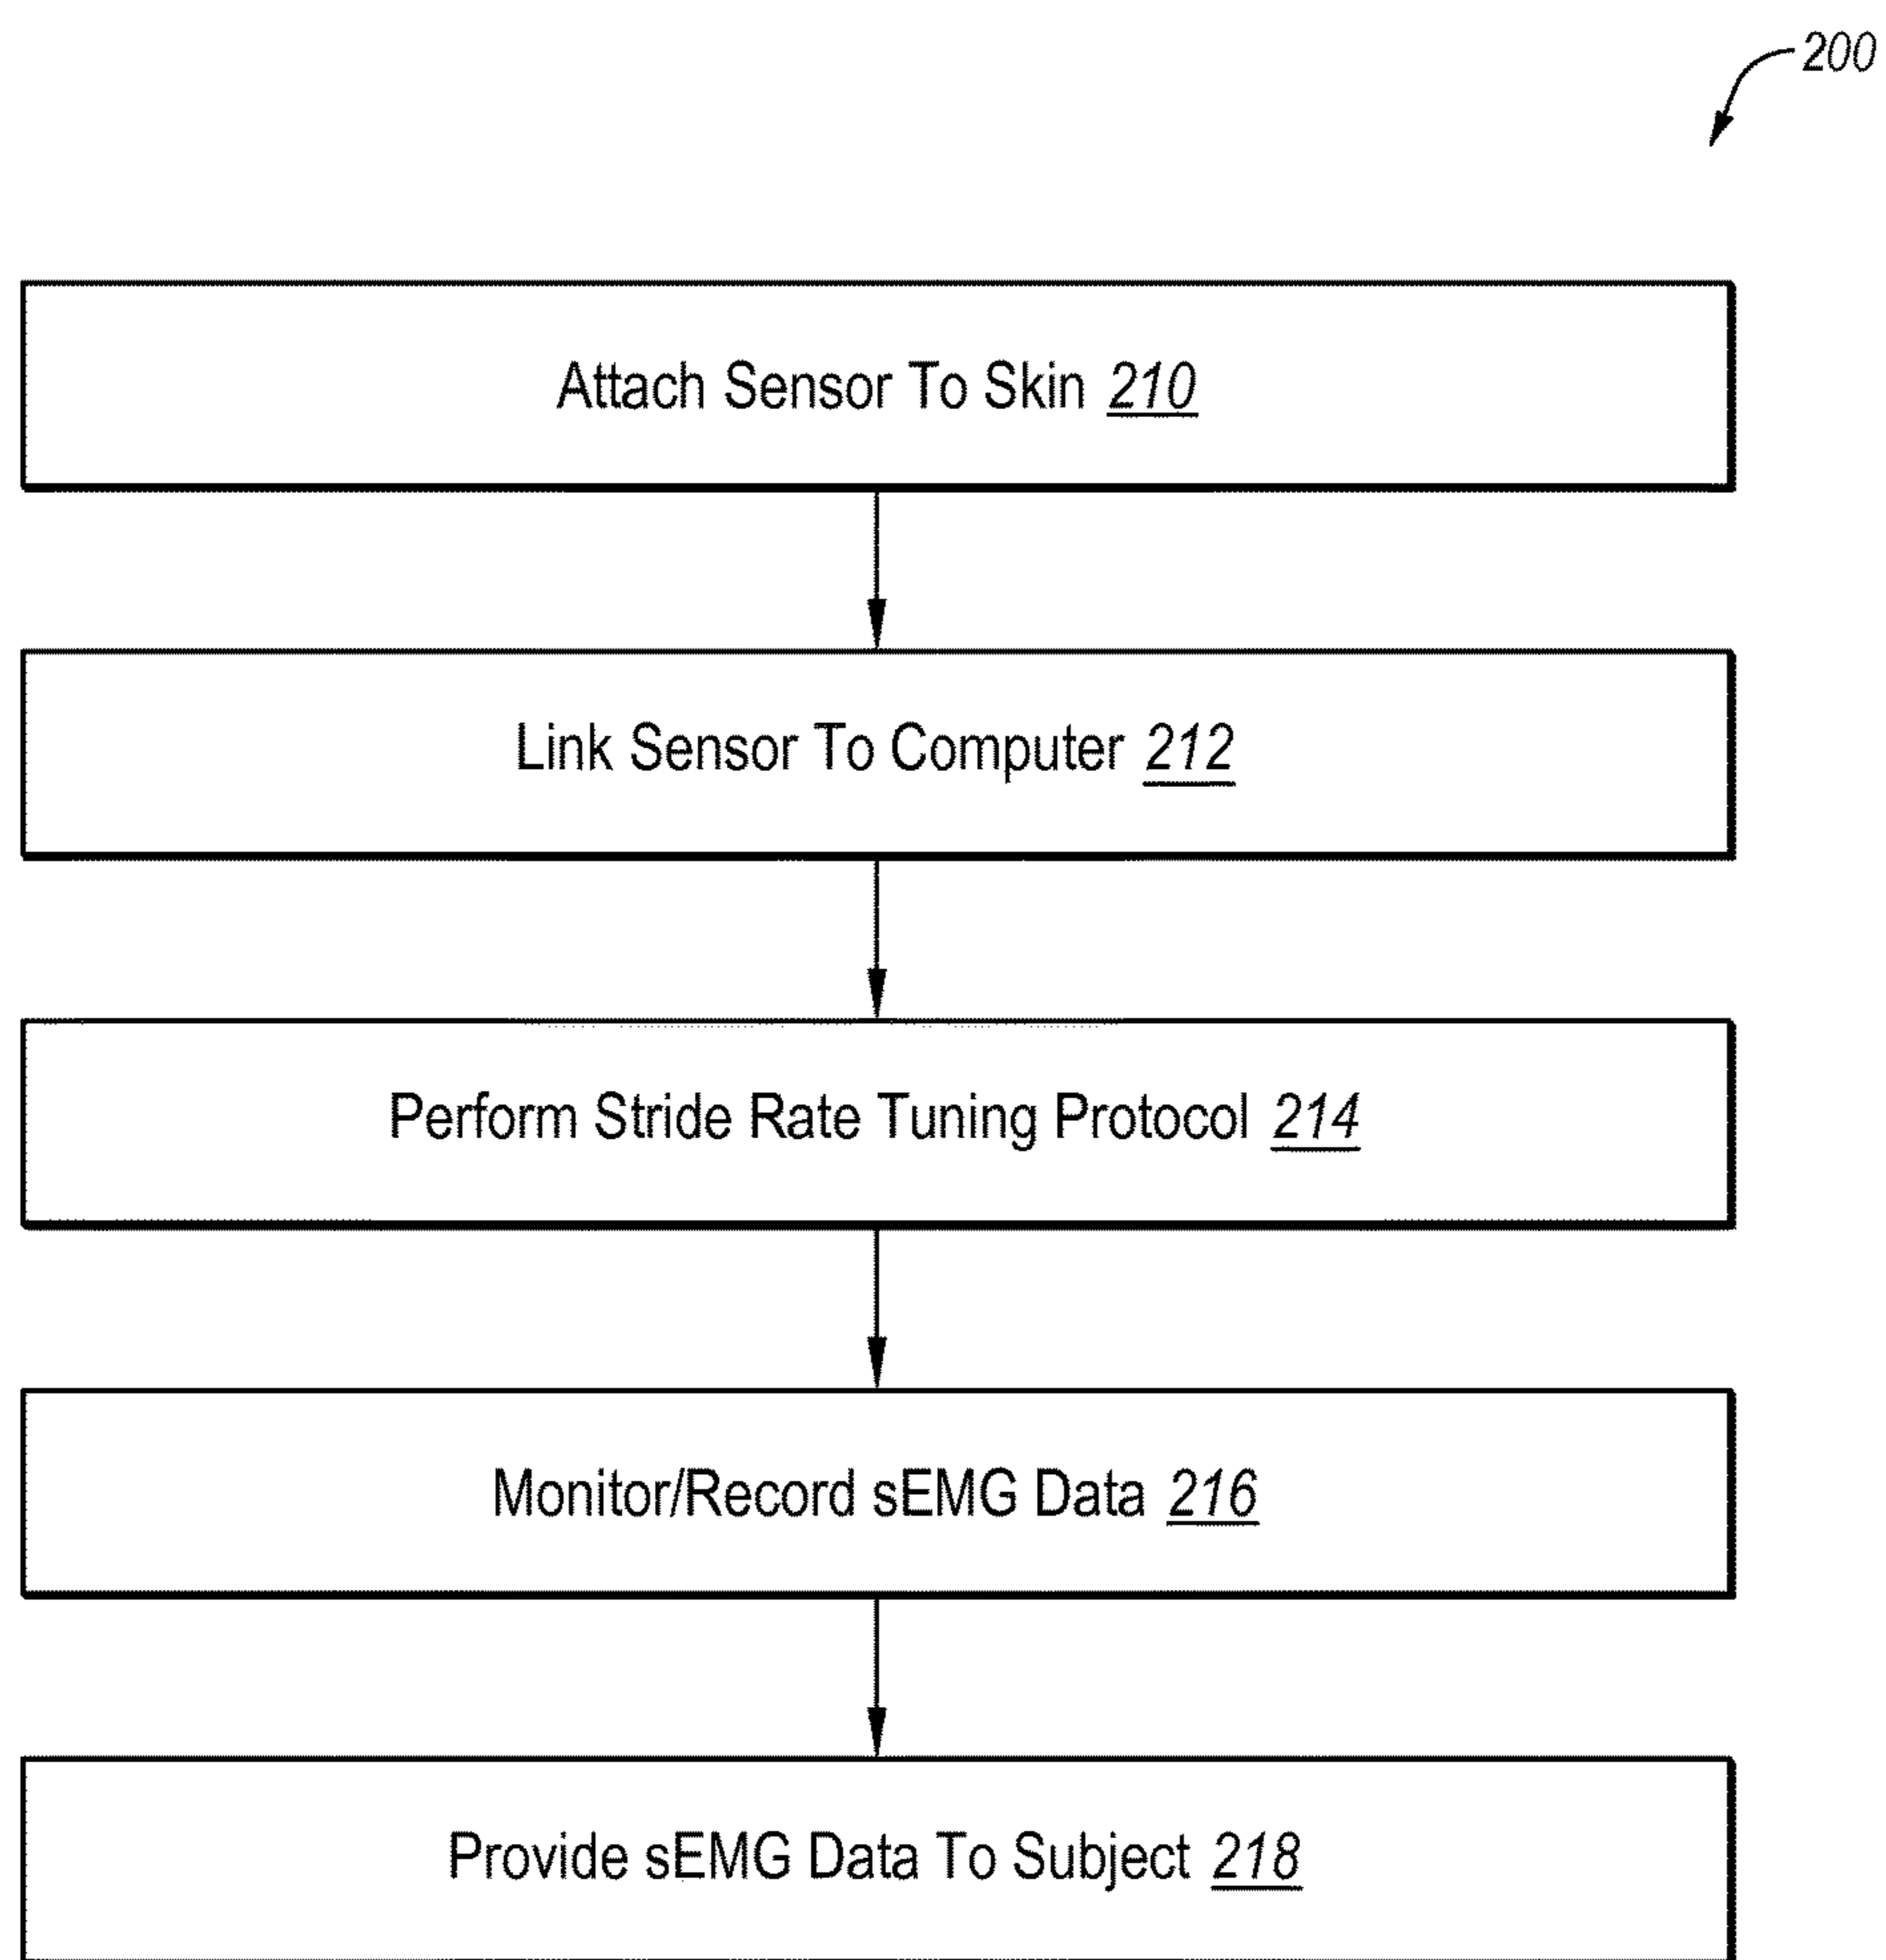 200
Attach Sensor To Skin 210
Link Sensor To Computer 212
Perform Stride Rate Tuning Protocol 214
Monitor/Record sEMG Data 216
Provide sEMG Data To Subject 218